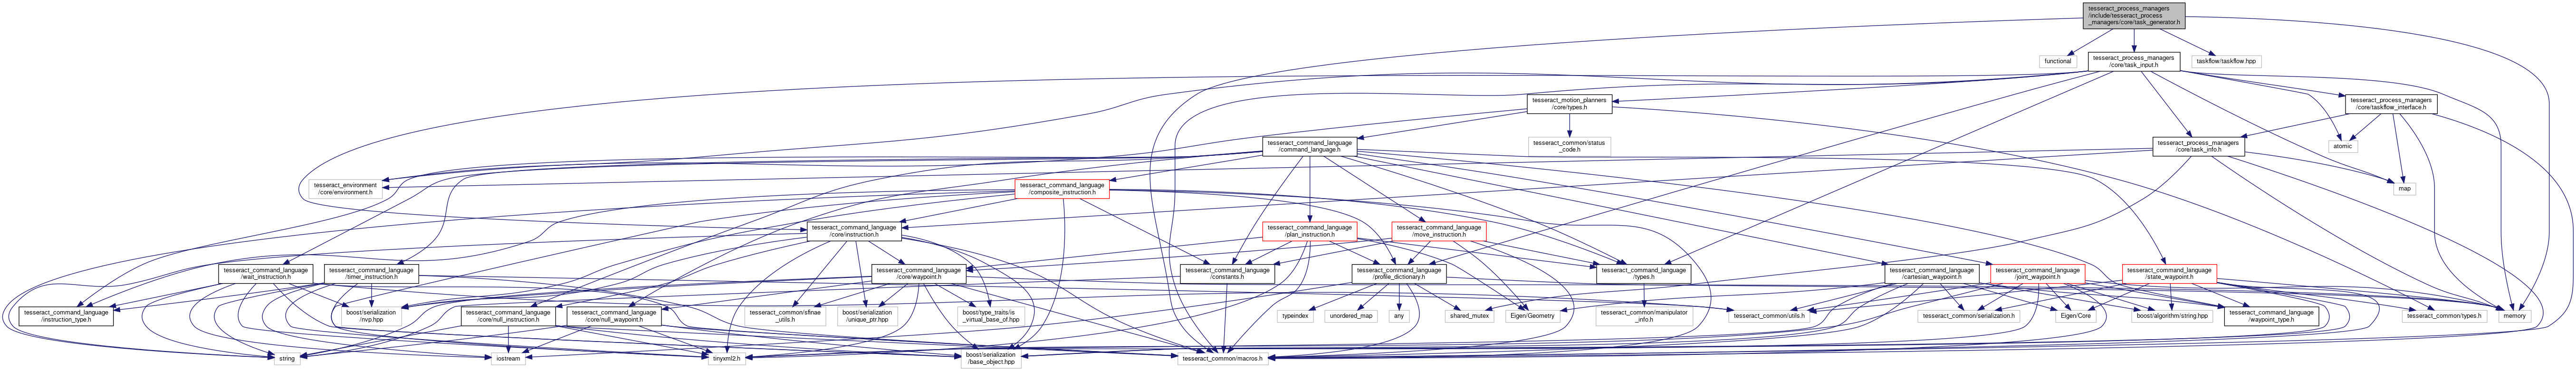 tesseract_process_managers
/include/tesseract_process
_managers/core/task_generator.h
functional
tesseract_process_managers
/core/task_input.h
taskflow/taskflow.hpp
tesseract_motion_planners
/core/types.h
tesseract_process_managers
/core/taskflow_interface.h
tesseract_command_language
/command_language.h
tesseract_common/status
_code.h
tesseract_process_managers
/core/task_info.h
atomic
tesseract_environment
/core/environment.h
tesseract_command_language
/composite_instruction.h
map
tesseract_command_language
/core/instruction.h
tesseract_command_language
/plan_instruction.h
tesseract_command_language
/move_instruction.h
tesseract_command_language
/wait_instruction.h
tesseract_command_language
/timer_instruction.h
tesseract_command_language
/core/waypoint.h
tesseract_command_language
/constants.h
tesseract_command_language
/profile_dictionary.h
tesseract_command_language
/types.h
tesseract_command_language
/cartesian_waypoint.h
tesseract_command_language
/joint_waypoint.h
tesseract_command_language
/state_waypoint.h
tesseract_command_language
/instruction_type.h
boost/serialization
/nvp.hpp
tesseract_command_language
/core/null_instruction.h
tesseract_command_language
/core/null_waypoint.h
tesseract_common/sfinae
_utils.h
boost/serialization
/unique_ptr.hpp
boost/type_traits/is
_virtual_base_of.hpp
tesseract_common/utils.h
typeindex
unordered_map
any
shared_mutex
Eigen/Geometry
tesseract_common/manipulator
_info.h
tesseract_common/serialization.h
Eigen/Core
boost/algorithm/string.hpp
tesseract_command_language
/waypoint_type.h
tesseract_common/types.h
memory
string
iostream
tinyxml2.h
boost/serialization
/base_object.hpp
tesseract_common/macros.h